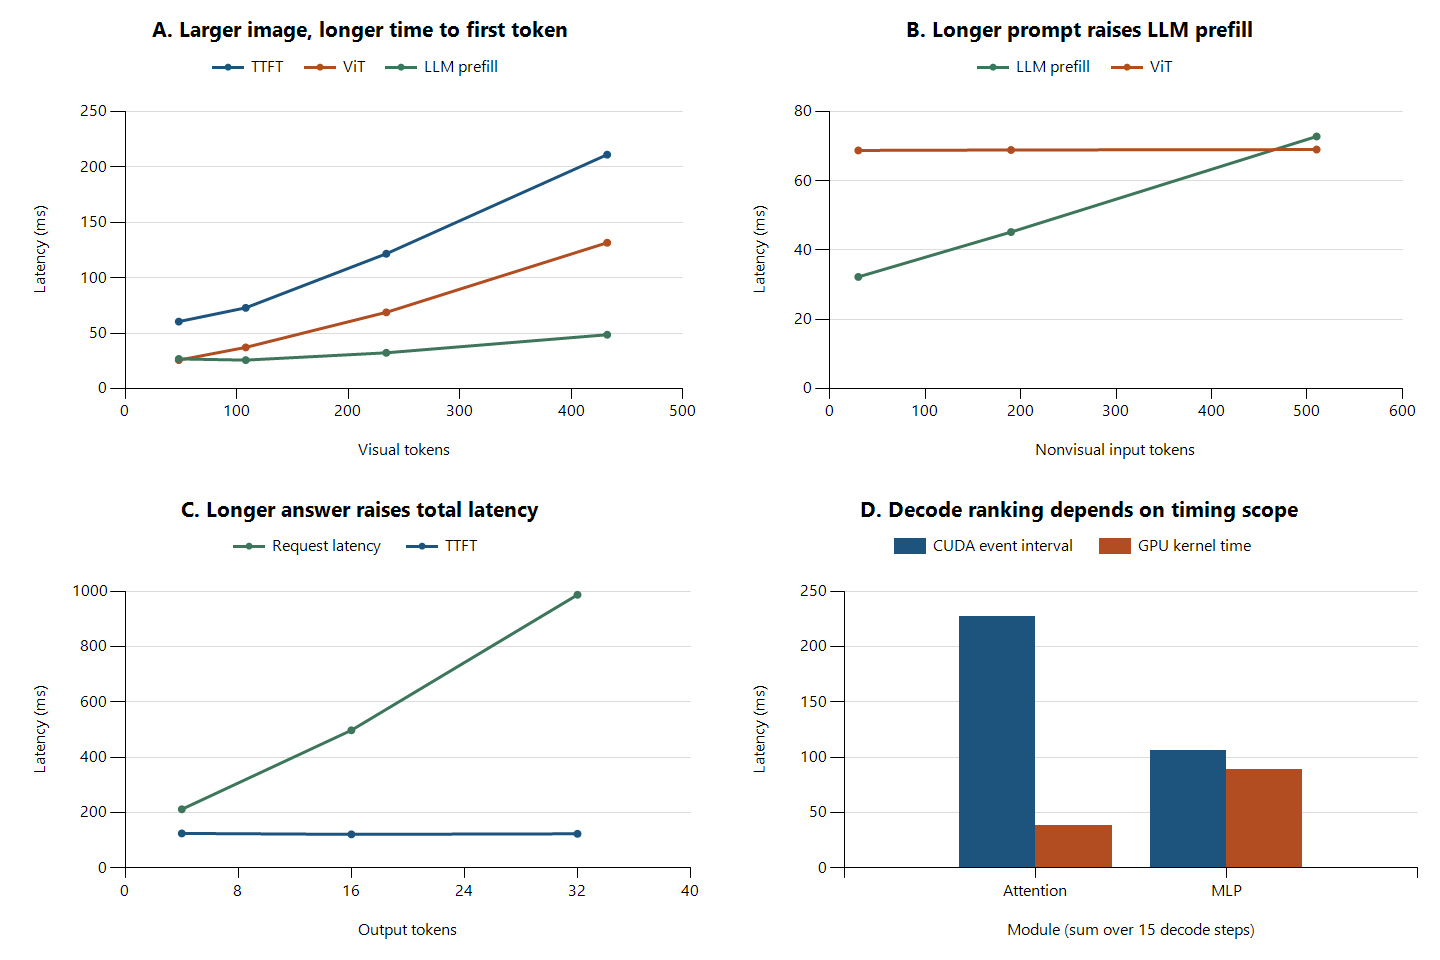 A. Larger image, longer time to first token
TTFT ViT LLM prefill
250
200
150
100
50
0
Latency (ms)
0 100 200 300 400 500
Visual tokens
B. Longer prompt raises LLM prefill
LLM prefill ViT
80
60
40
20
0
Latency (ms)
0 100 200 300 400 500 600
Nonvisual input tokens
C. Longer answer raises total latency
Request latency TTFT
1000
800
600
400
200
0
Latency (ms)
0 8 16 24 32 40
Output tokens
D. Decode ranking depends on timing scope
CUDA event interval GPU kernel time
250
200
150
100
50
0
Latency (ms)
Attention MLP
Module (sum over 15 decode steps)